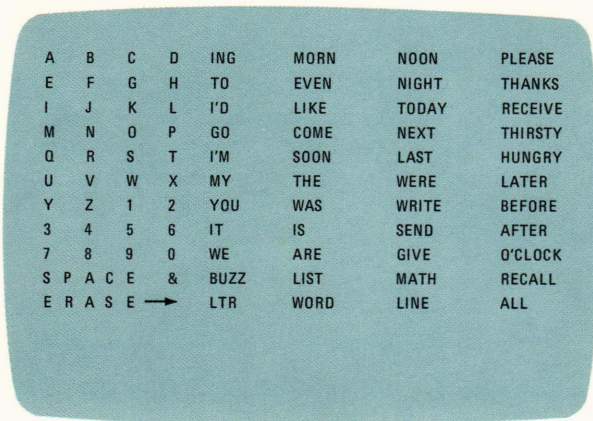 A B C D ING MORN NOON PLEASE
E F G H TO EVEN NIGHT THANKS
I J K L I'D LIKE TODAY RECEIVE
M N O P GO COME NEXT THIRSTY
Q R S T I'M SOON LAST HUNGRY
U V W X MY THE WERE LATER
Y Z 1 2 YOU WAS WRITE BEFORE
3 4 5 6 IT IS SEND AFTER
7 8 9 0 WE ARE GIVE O'CLOCK
S P A C E & BUZZ LIST MATH RECALL
E R A S E → LTR WORD LINE ALL